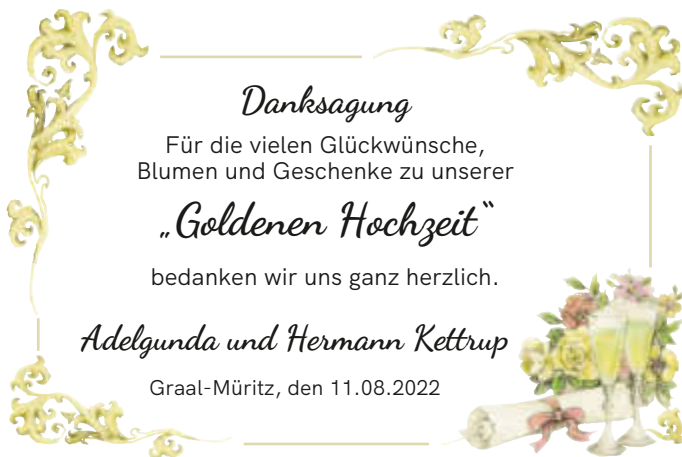 Danksagung
Für die vielen Glückwünsche,
Blumen und Geschenke zu unserer
„Goldenen Hochzeit“
bedanken wir uns ganz herzlich.
Adelgunda und Hermann Kettrup
Graal-Müritz, den 11.08.2022